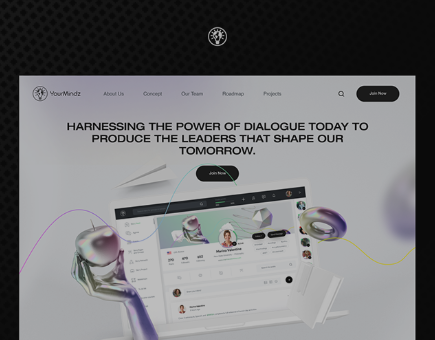 YourMindz
About Us Concept Our Team Roadmap Projects Join Now
HARNESSING THE POWER OF DIALOGUE TODAY TO
PRODUCE THE LEADERS THAT SHAPE OUR
TOMORROW.
Join Now